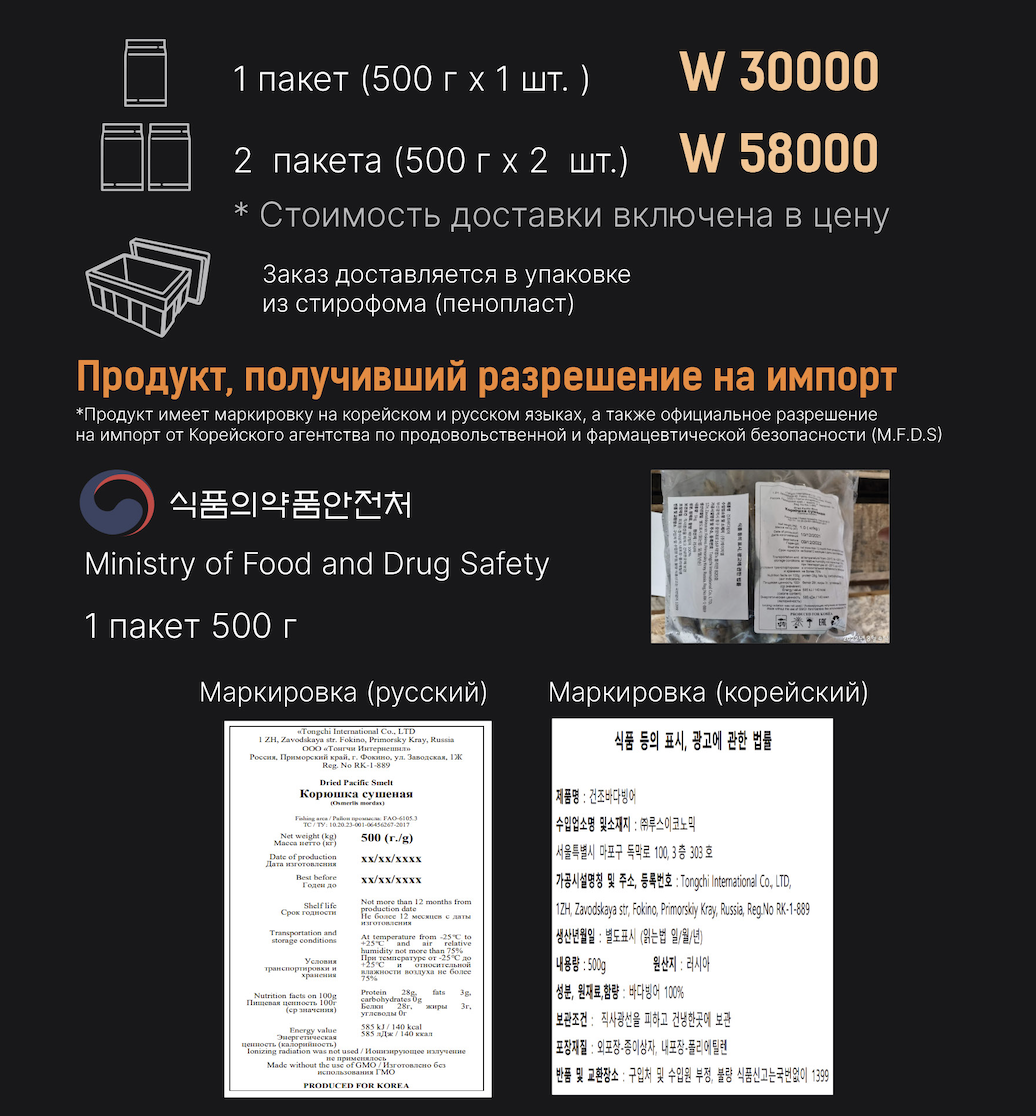 1 пакет (500 г х 1 шт. )
W 30000
2 пакета (500 г х 2 шт.)
W 58000
* Стоимость доставки включена в цену
Заказ доставляется в упаковке
из стирофома (пенопласт)
Продукт, получивший разрешение на импорт
*Продукт имеет маркировку на корейском и русском языках, а также официальное разрешение
на импорт от Корейского агентства по продовольственной и фармацевтической безопасности (M.F.D.S)
식품의약품안전처
Ministry of Food and Drug Safety
1 пакет 500 г
Маркировка (русский)
«Tongchi International Co., LTD
1 ZH, Zavodskaya str. Fokino, Primorsky Kray, Russia
ООО «Тонгчи Интернешнл»
Россия, Приморский край, г. Фокино, ул. Заводская, 1Ж
Reg. No RK-1-889
Dried Pacific Smelt
Корюшка сушеная
(Osmerls mordax)
Fishing area / Район промысла: FAO-6105.3
ТС / ТУ: 10.20.23-001-06456267-2017
Net weight (kg)
Масса нетто (кг)
500 (г./g)
Date of production
Дата изготовления
xx/xx/xxxx
Best before
Годен до
xx/xx/xxxx
Shelf life
Срок годности
Not more than 12 months from
production date
Не более 12 месяцев с даты
изготовления
Transportation and
storage conditions
Условия
транспортировки и
хранения
At temperature from -25°C to
+25°C and air relative
humidity not more than 75%
При температуре от -25°С до
+25°С и относительной
влажности воздуха не более
75%
Nutrition facts on 100g
Пищевая ценность 100г
(ср значения)
Protein 28g, fats 3g,
carbohydrates 0g
Белки 28г, жиры 3г,
углеводы 0г
Energy value
Энергетическая
ценность (калорийность)
585 kJ / 140 kcal
585 лДж / 140 ккал
Ionizing radiation was not used / Ионизирующее излучение
не применялось
Made without the use of GMO / Изготовлено без
использования ГМО
PRODUCED FOR KOREA
Маркировка (корейский)
식품 등의 표시, 광고에 관한 법률
제품명 : 건조바다빙어
수입업소명 및소재지 : ㈜루스이코노믹
서울특별시 마포구 독막로 100, 3층 303호
가공시설명칭 및 주소, 등록번호 : Tongchi International Co., LTD,
1ZH, Zavodskaya str, Fokino, Primorskiy Kray, Russia, Reg.No RK-1-889
생산년월일 : 별도표시 (읽는법 일/월/년)
내용량 : 500g 원산지 : 러시아
성분, 원재료,함량 : 바다빙어 100%
보관조건 : 직사광선을 피하고 건냉한곳에 보관
포장재질 : 외포장-종이상자, 내포장-폴리에틸렌
반품 및 교환장소 : 구입처 및 수입원 부정, 불량 식품신고는국번없이 1399